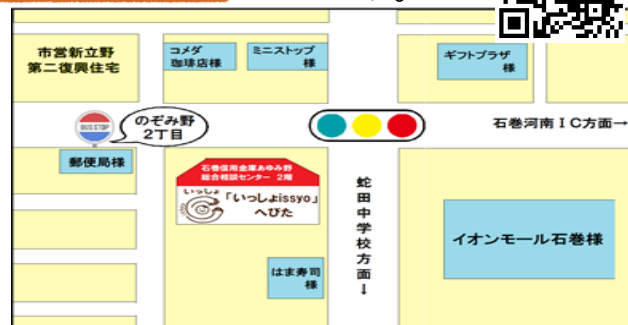 市営新立野
第二復興住宅
コメダ
珈琲店様
ミニストップ
様
ギフトプラザ
様
BUS STOP
のぞみ野
2丁目
石巻河南ＩＣ方面→
郵便局様
石巻信用金庫あゆみ野
総合相談センター 2階
いっしょ
「いっしょissyo」
へびた
蛇田中学校方面↓
イオンモール石巻様
はま寿司
様